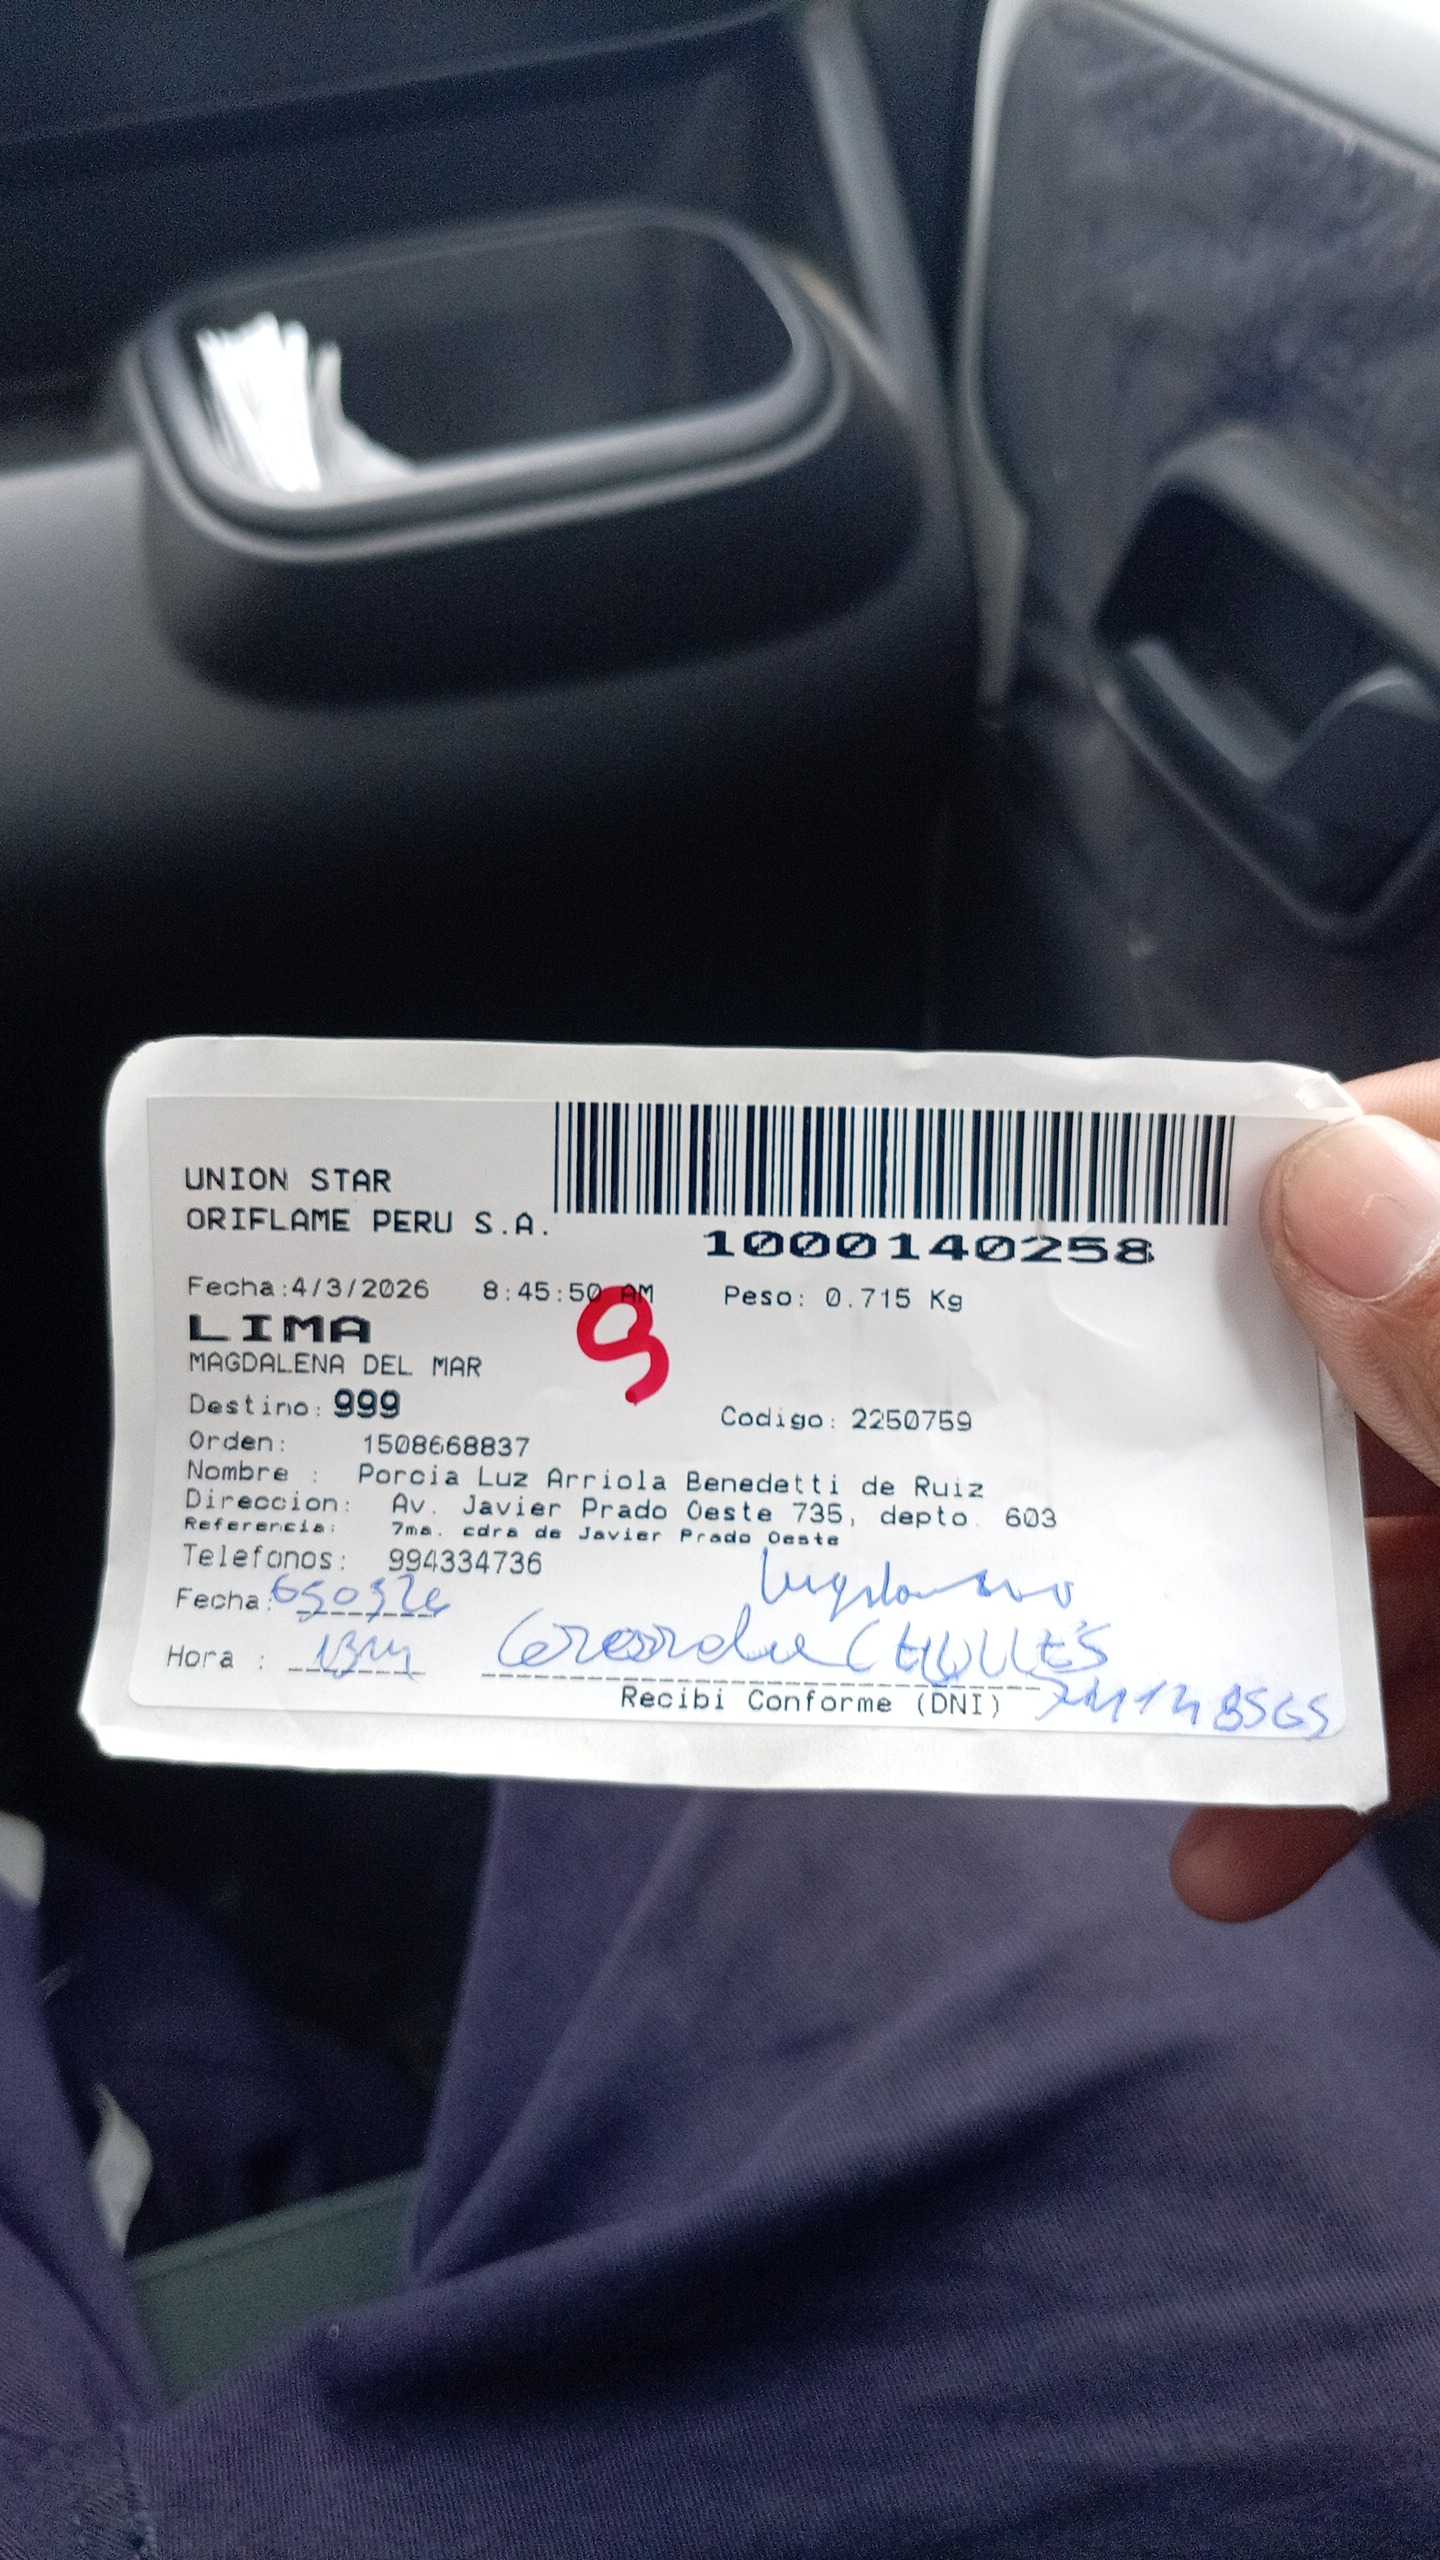 UNION STAR
ORIFLAME PERU S.A.
1000140258
Fecha:4/3/2026 8:45:50 AM Peso: 0.715 Kg
9
LIMA
MAGDALENA DEL MAR
Destino: 999 Codigo: 2250759
Orden: 1508668837
Nombre : Porcia Luz Arriola Benedetti de Ruiz
Direccion: Av. Javier Prado Oeste 735, depto. 603
Referencia: 7ma. cdra de Javier Prado Oeste
Telefonos: 994334736
Fecha:
Hora :
Recibi Conforme (DNI)